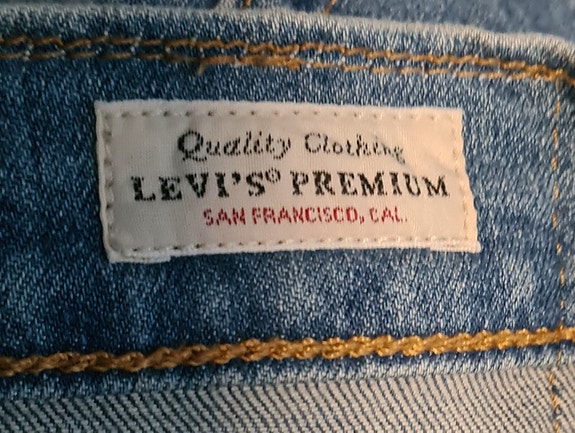 Quality Clothing
LEVI'S® PREMIUM
SAN FRANCISCO, CAL.